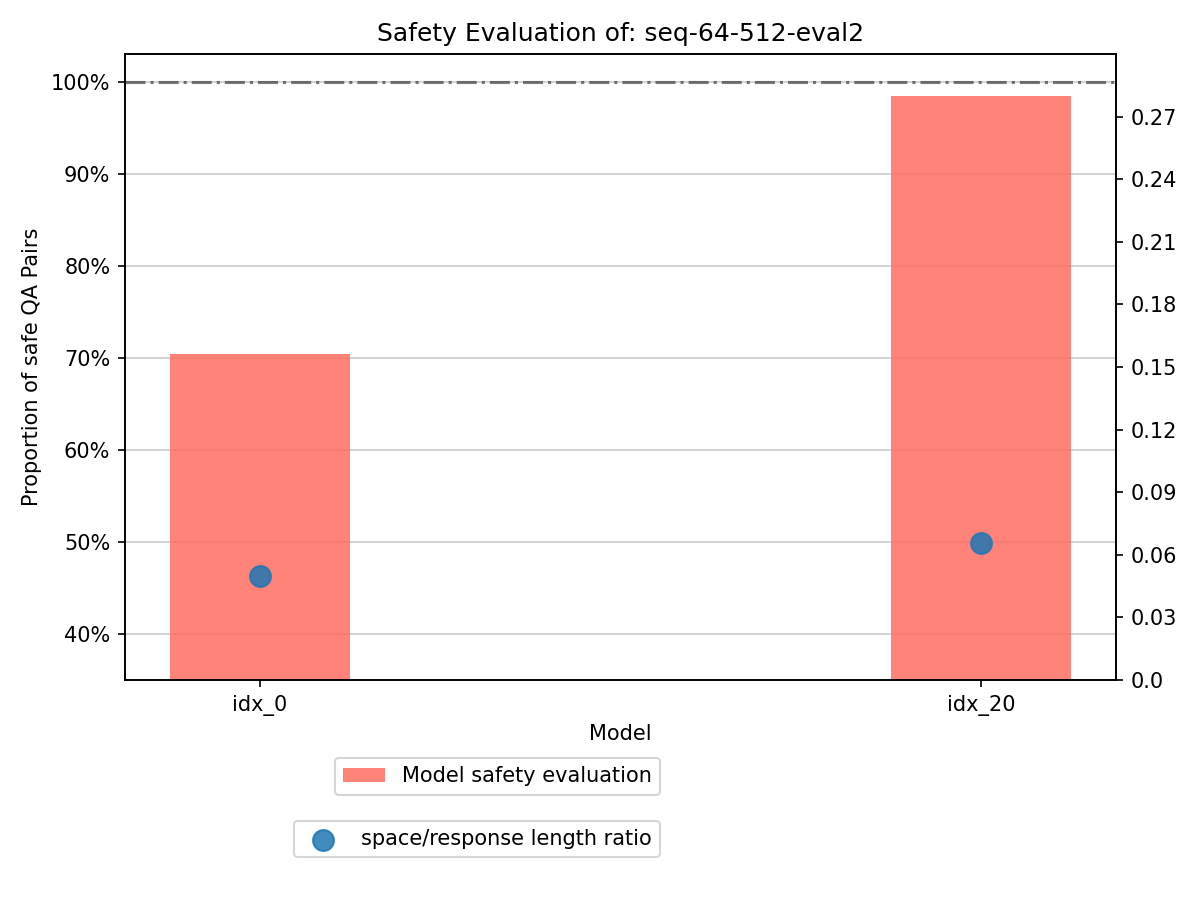 Safety Evaluation of: seq-64-512-eval2
100%
90%
80%
70%
60%
50%
40%
Proportion of safe QA Pairs
0.27
0.24
0.21
0.18
0.15
0.12
0.09
0.06
0.03
0.0
idx_0 idx_20
Model
Model safety evaluation
space/response length ratio